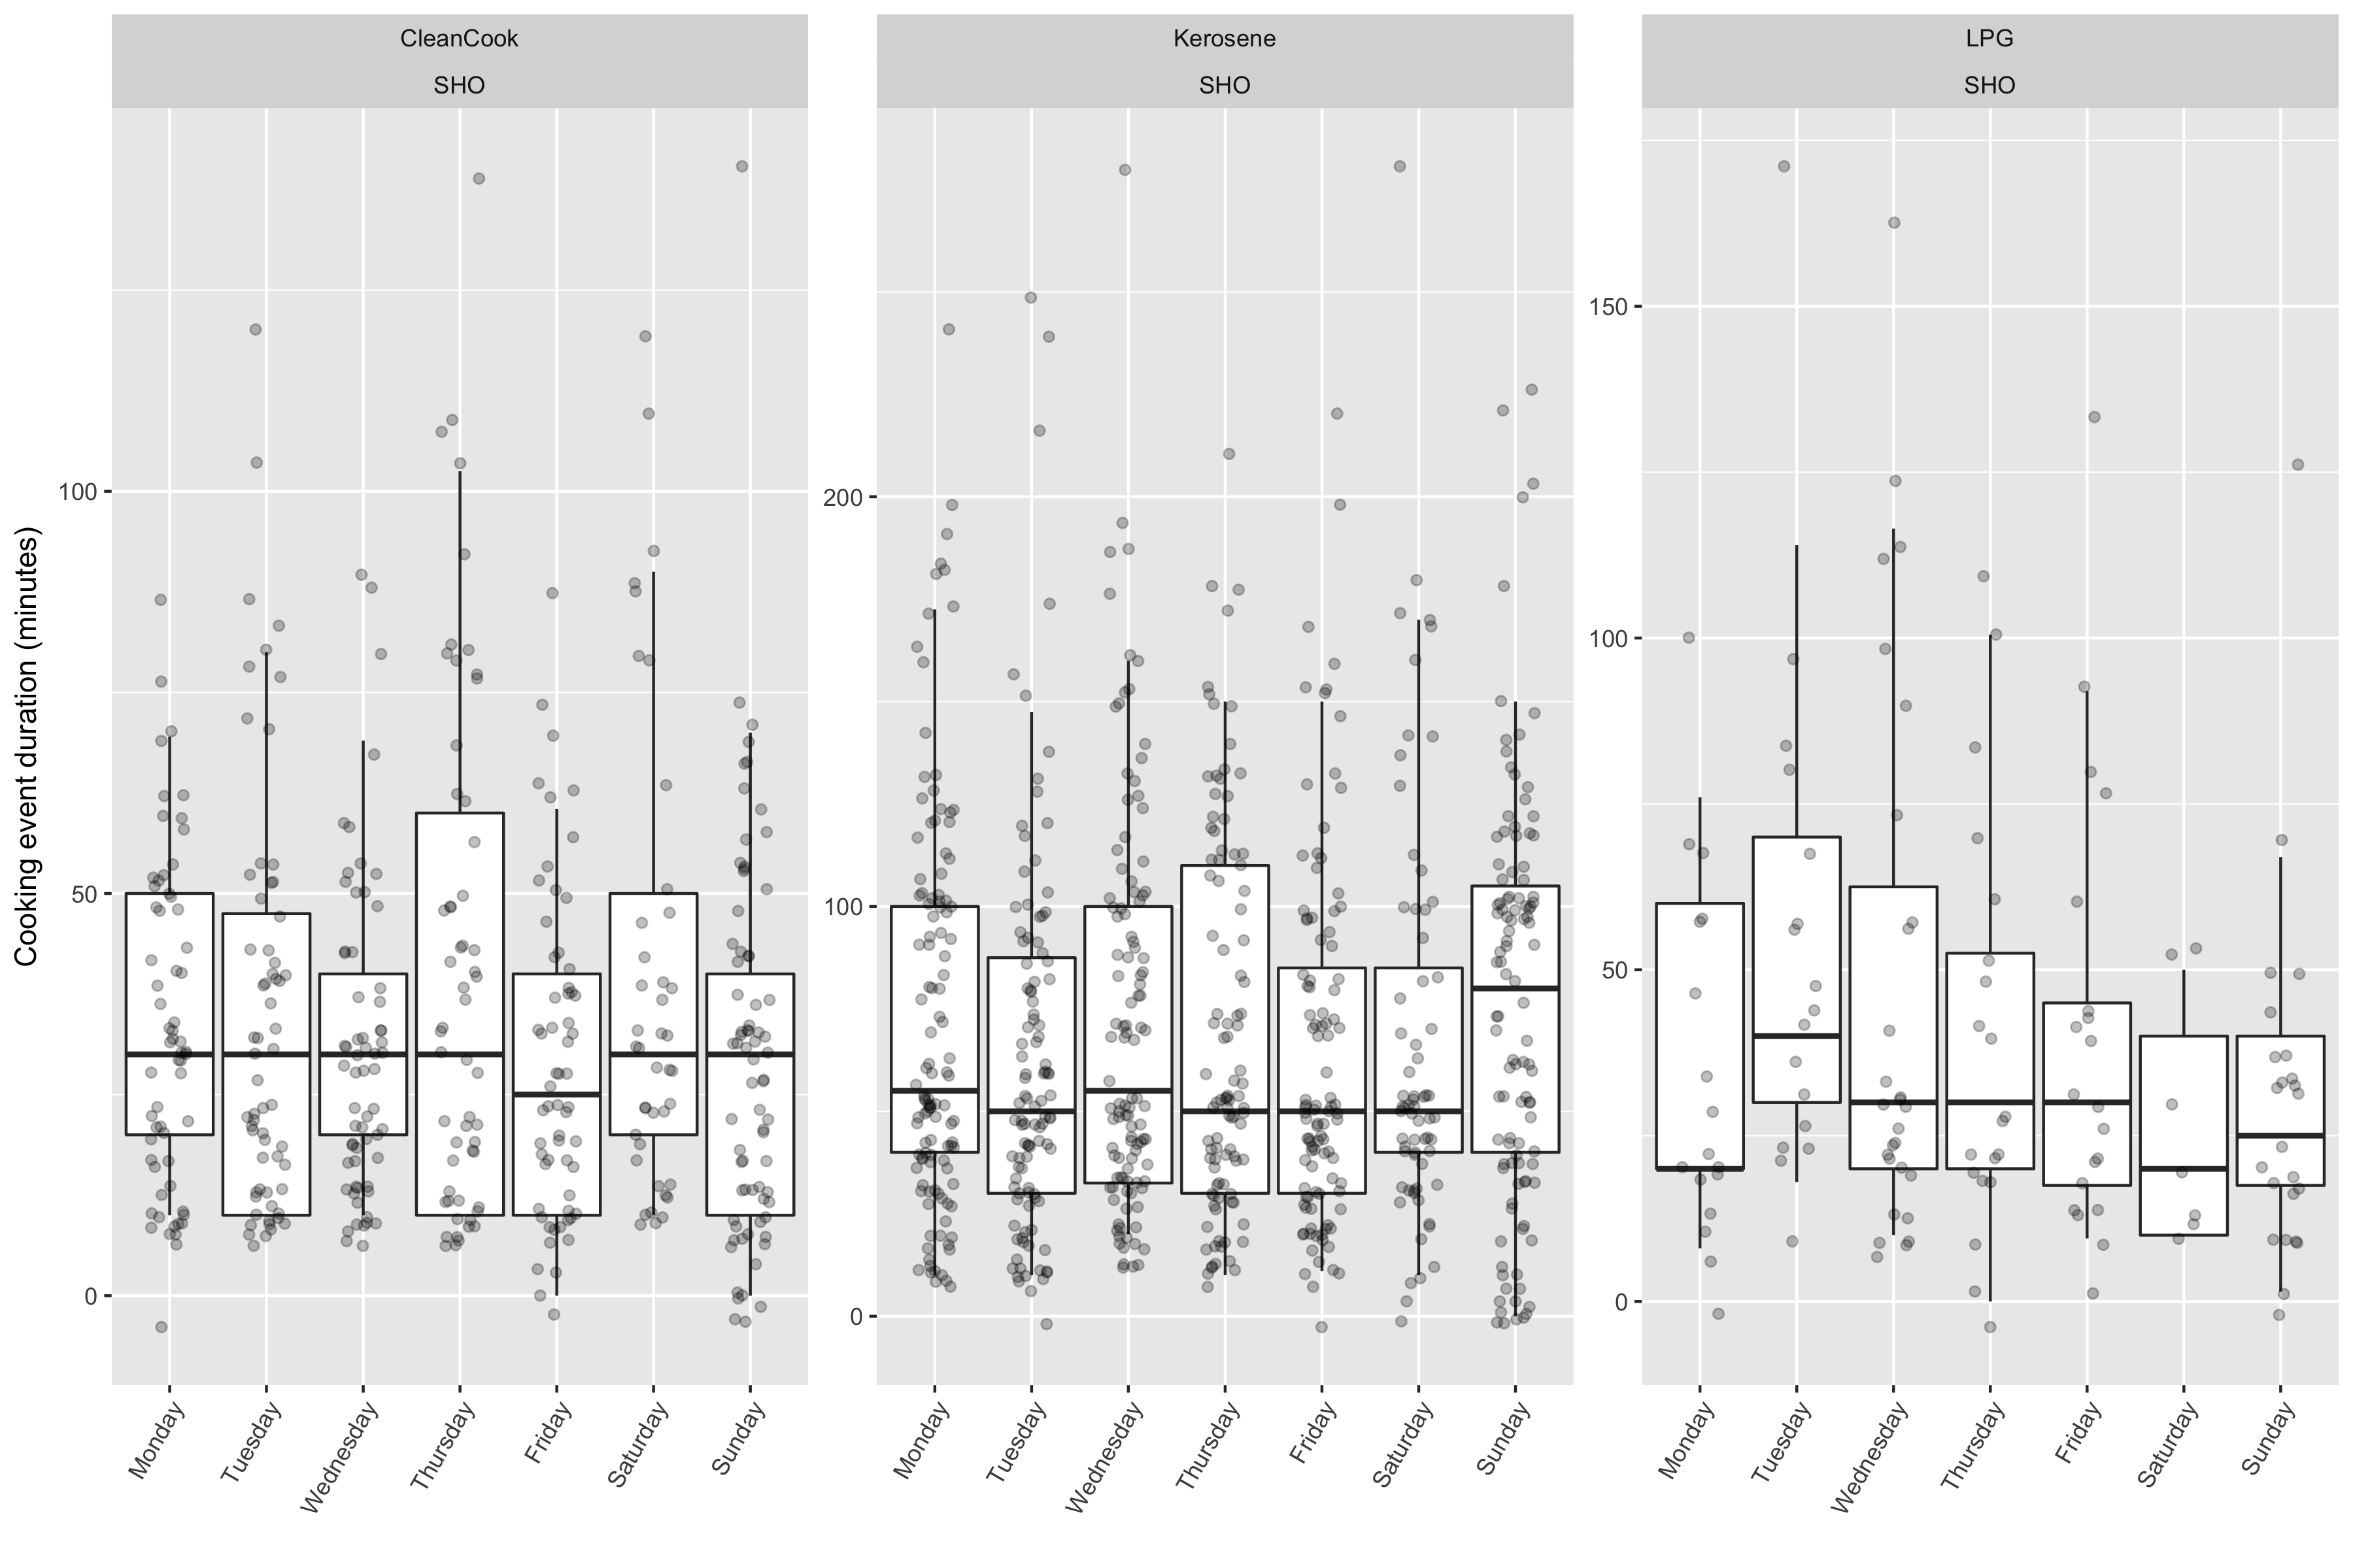 CleanCook
SHO
Kerosene
SHO
LPG
SHO
Cooking event duration (minutes)
100
50
0
200
100
0
150
100
50
0
Monday
Tuesday
Wednesday
Thursday
Friday
Saturday
Sunday
Monday
Tuesday
Wednesday
Thursday
Friday
Saturday
Sunday
Monday
Tuesday
Wednesday
Thursday
Friday
Saturday
Sunday